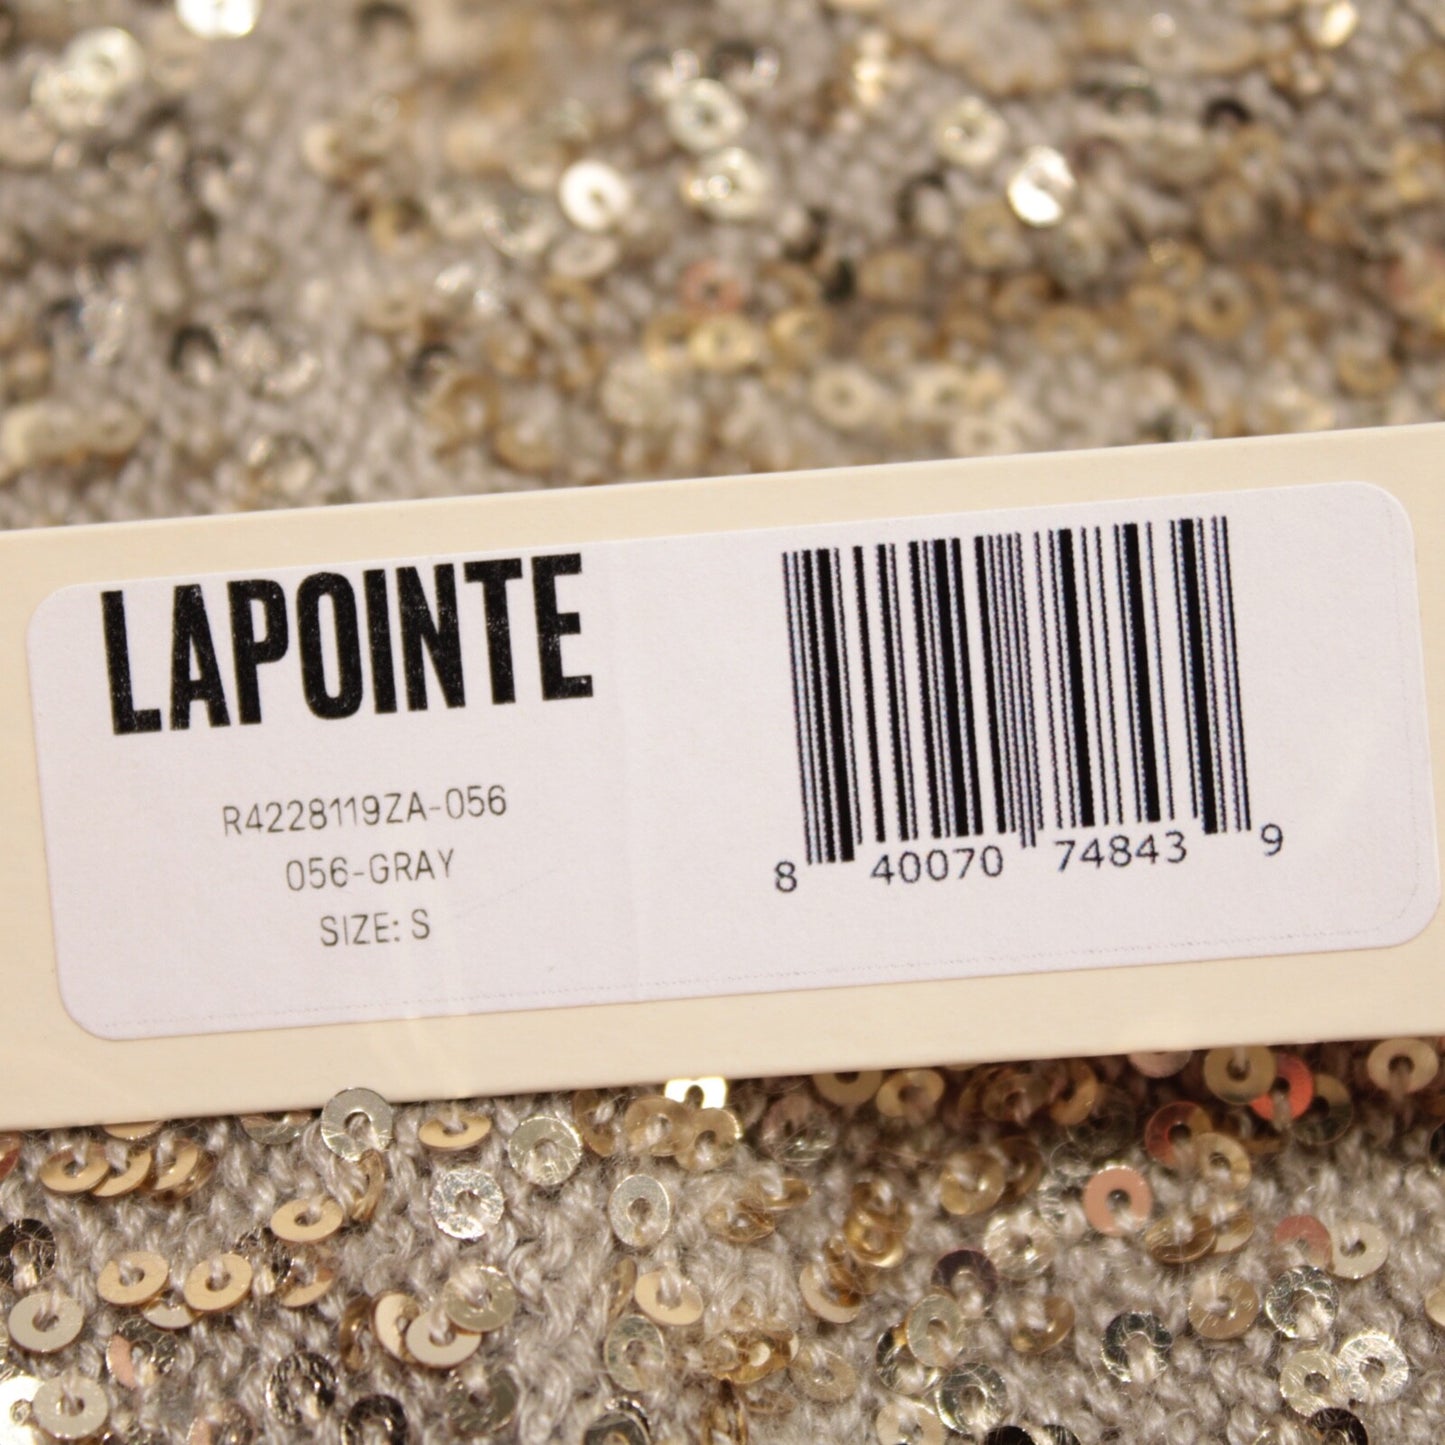 LAPOINTE
R4228119ZA-056
056-GRAY
SIZE: S
8 40070 74843 9